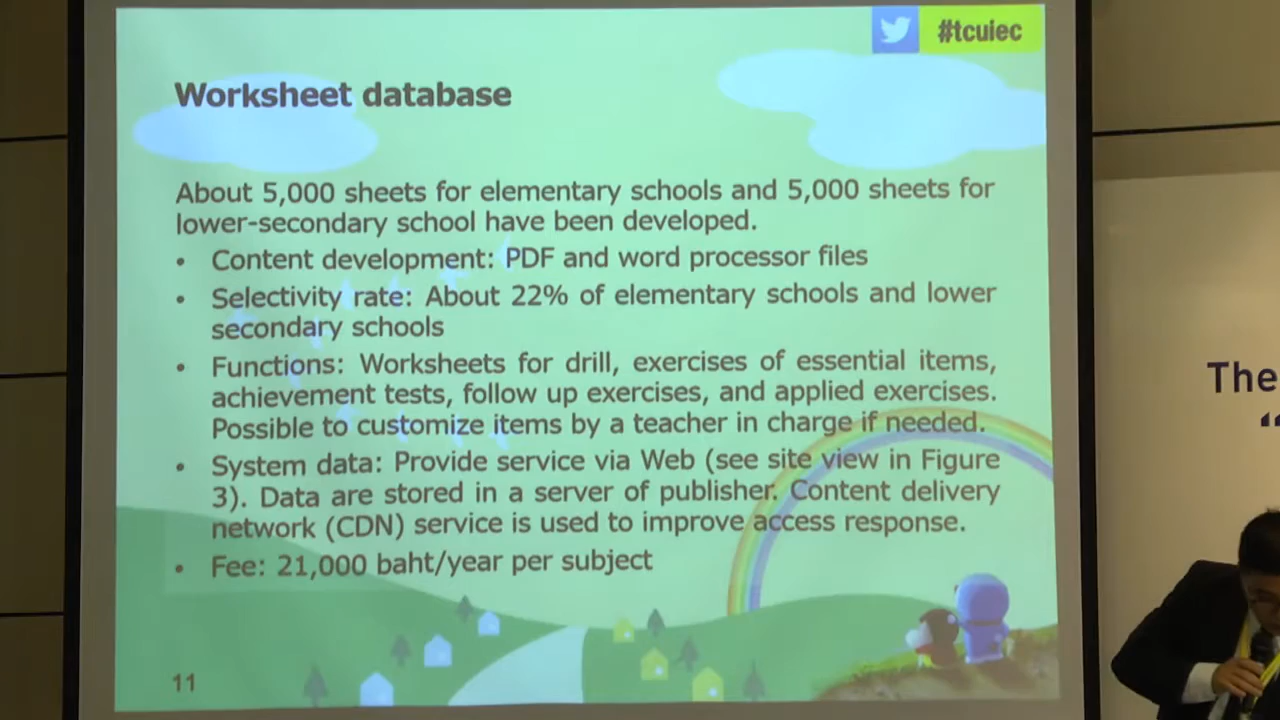 #tcuiec
Worksheet database
About 5,000 sheets for elementary schools and 5,000 sheets for
lower-secondary school have been developed.
• Content development: PDF and word processor files
• Selectivity rate: About 22% of elementary schools and lower
secondary schools
• Functions: Worksheets for drill, exercises of essential items,
achievement tests, follow up exercises, and applied exercises.
Possible to customize items by a teacher in charge if needed.
• System data: Provide service via Web (see site view in Figure
3). Data are stored in a server of publisher. Content delivery
network (CDN) service is used to improve access response.
• Fee: 21,000 baht/year per subject
11
The
“